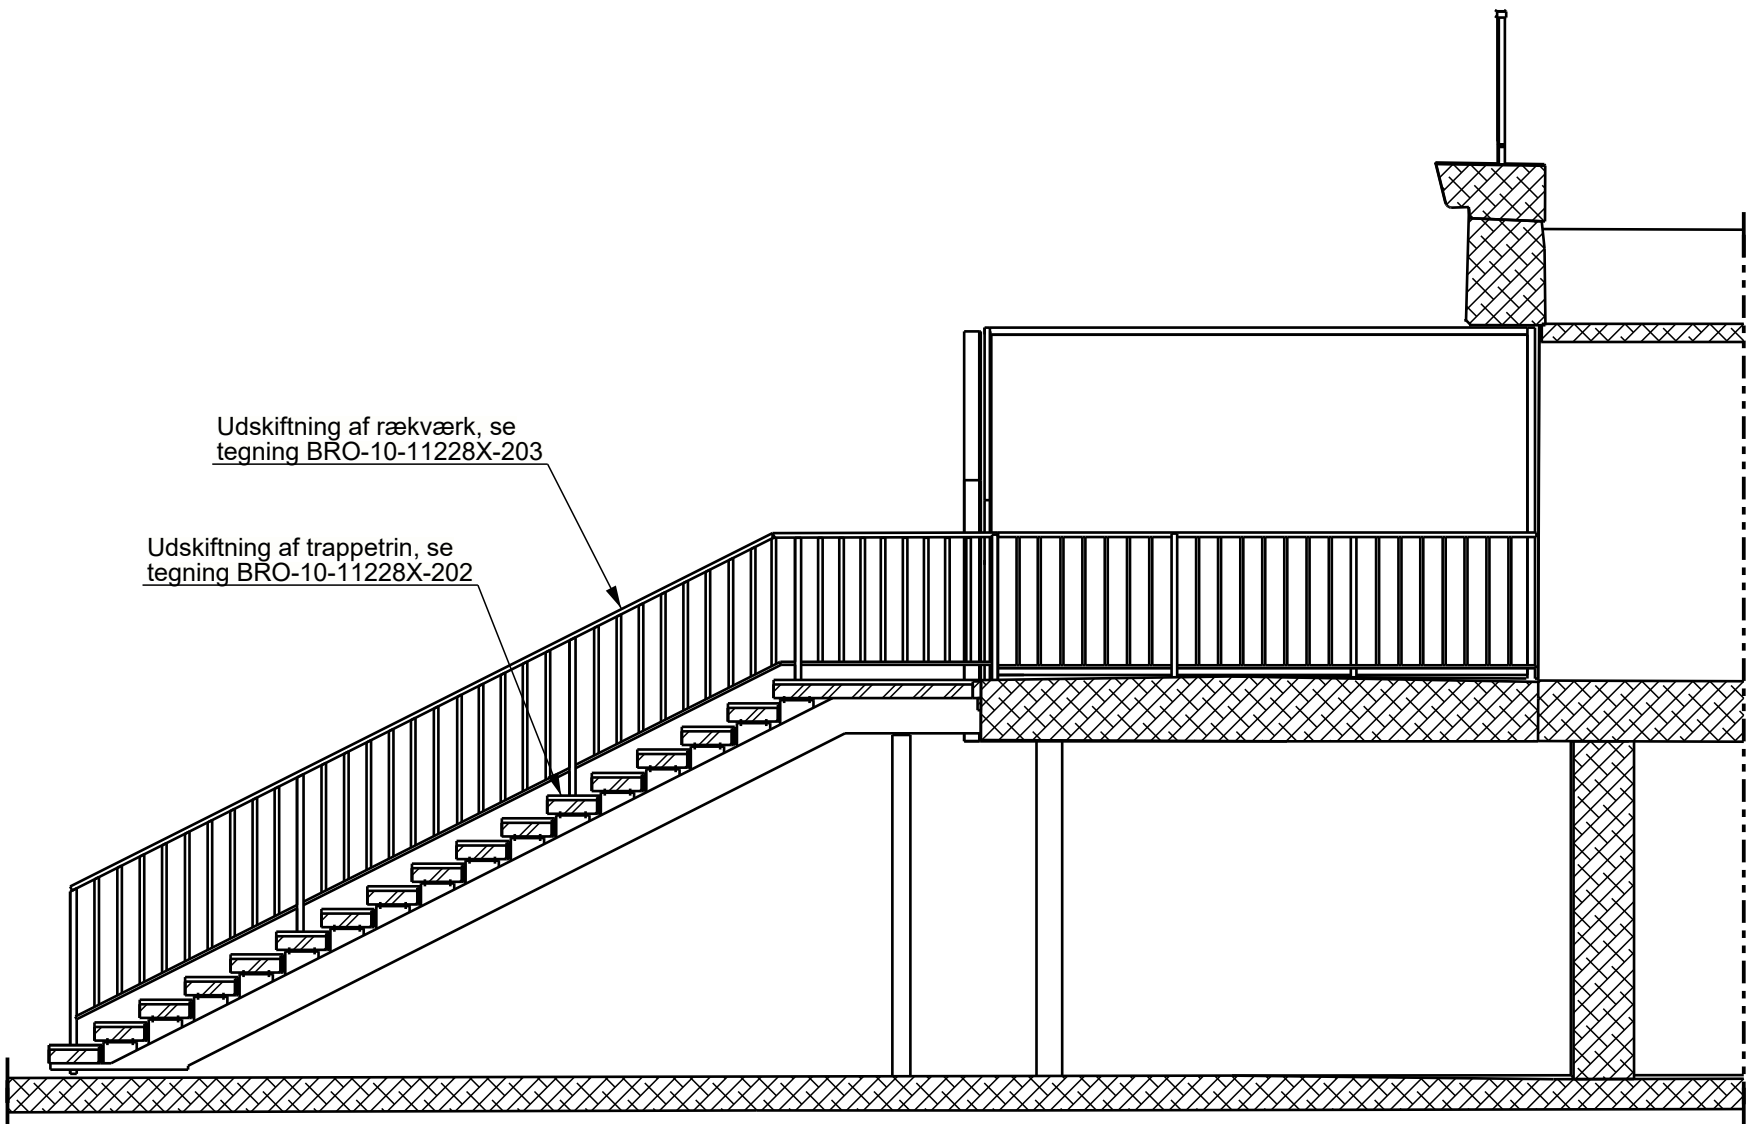 Udskiftning af rækværk, se
tegning BRO-10-11228X-203
Udskiftning af trappetrin, se
tegning BRO-10-11228X-202